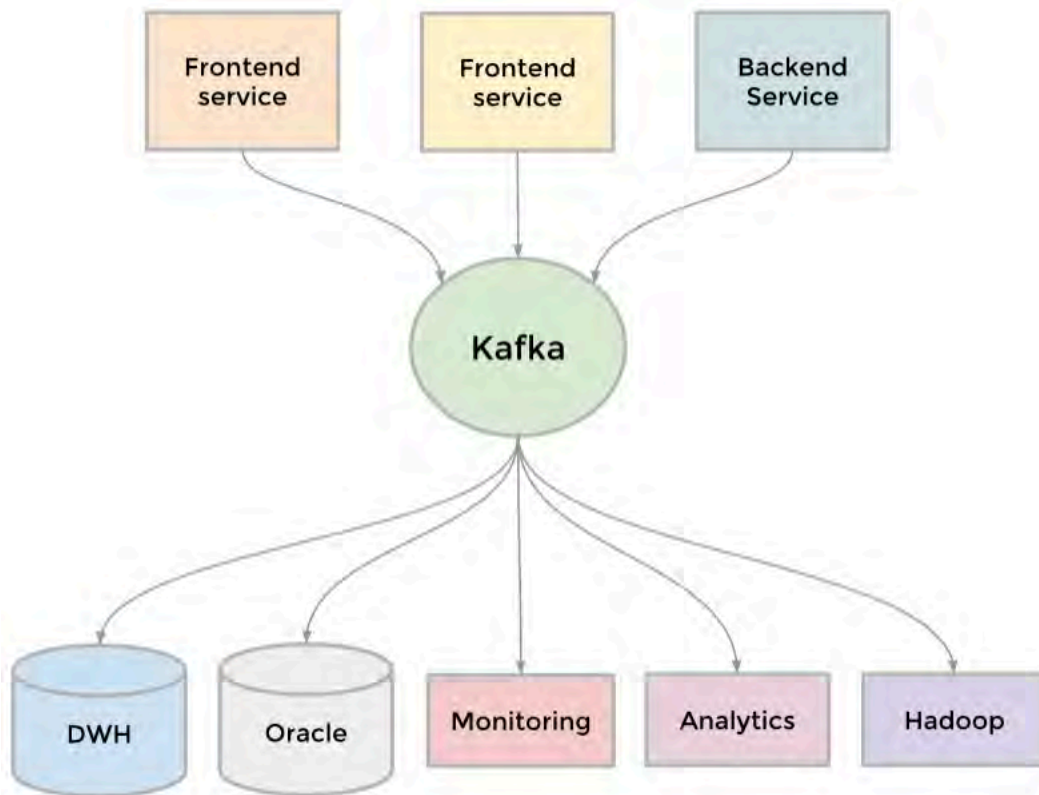 Frontend
service
Frontend
service
Backend
Service
Kafka
DWH
Oracle
Monitoring
Analytics
Hadoop